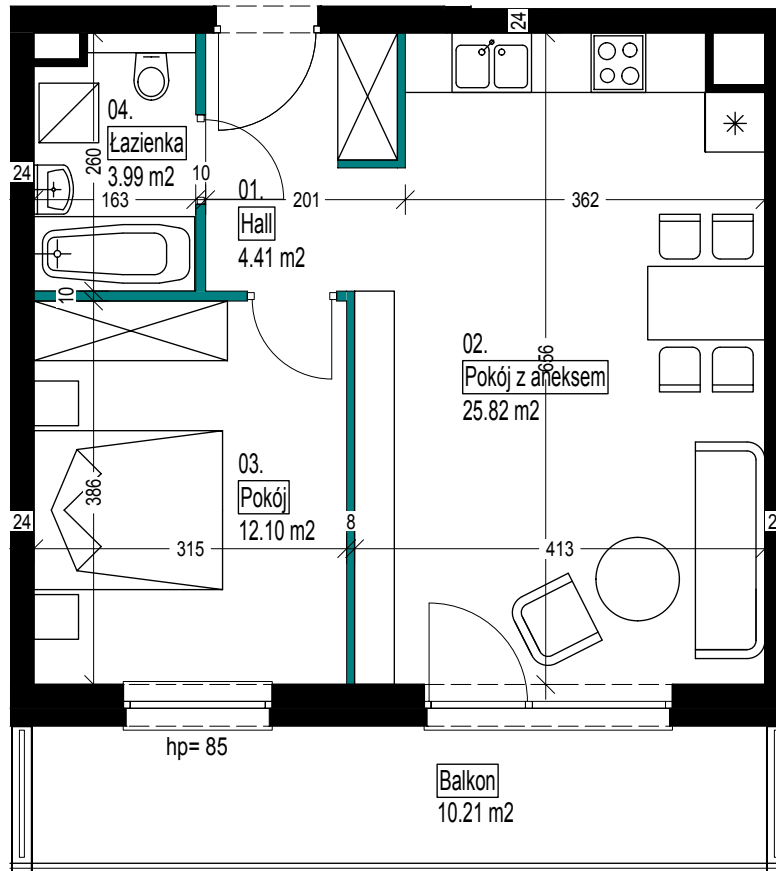 24
04.
Łazienka
3.99 m2
260
24
163
10
01.
Hall
4.41 m2
201
362
10
02.
Pokój z aneksem
25.82 m2
656
03.
Pokój
12.10 m2
386
24
315
8
413
2
hp= 85
Balkon
10.21 m2